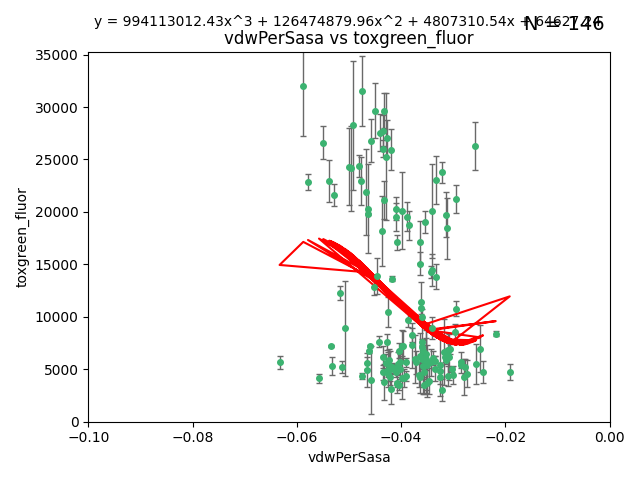 y = 994113012.43x^3 + 126474879.96x^2 + 4807310.54x + 64627.24
N = 146
vdwPerSasa vs toxgreen_fluor
35000
30000
25000
20000
15000
10000
5000
0
toxgreen_fluor
−0.10 −0.08 −0.06 −0.04 −0.02 0.00
vdwPerSasa